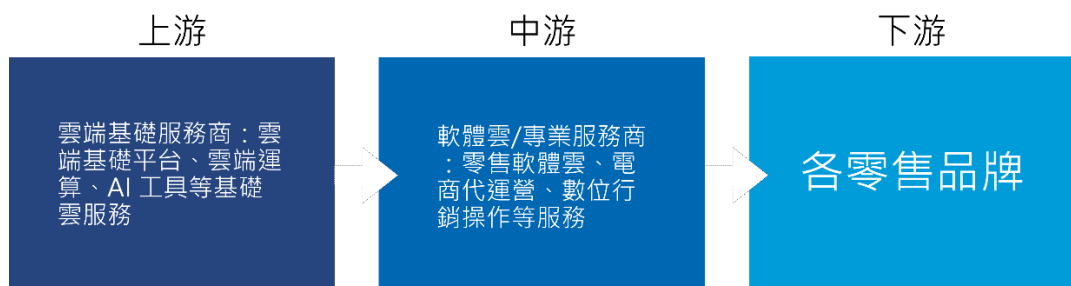 上游
雲端基礎服務商：雲
端基礎平台、雲端運
算、AI 工具等基礎
雲服務
中游
軟體雲/專業服務商
：零售軟體雲、電
商代運營、數位行
銷操作等服務
下游
各零售品牌